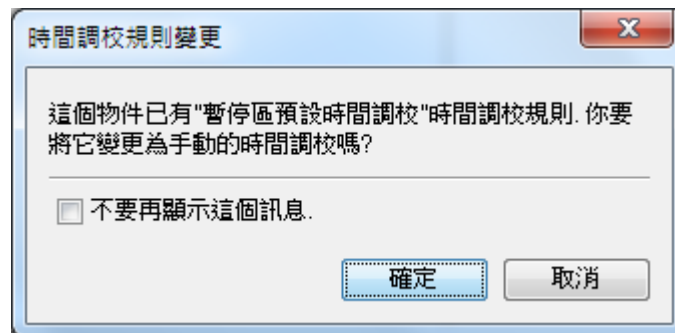 時間調校規則變更
這個物件已有"暫停區預設時間調校"時間調校規則. 你要
將它變更為手動的時間調校嗎?
不要再顯示這個訊息.
確定
取消